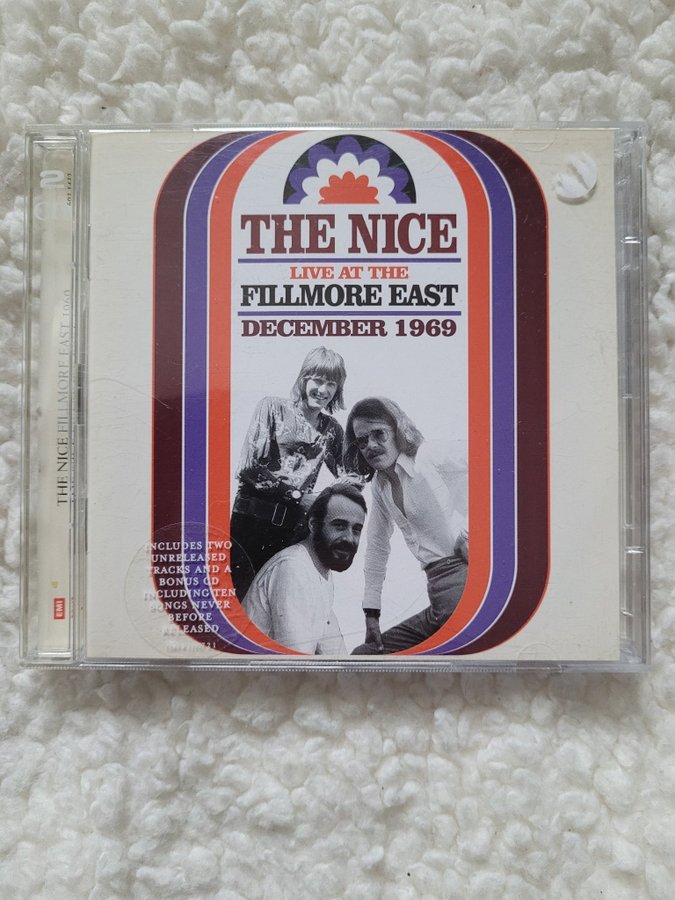 THE NICE
LIVE AT THE
FILLMORE EAST
DECEMBER 1969
INCLUDES TWO
UNRELEASED
TRACKS AND A
BONUS CD
INCLUDING TEN
SONGS NEVER
BEFORE
RELEASED
THE NICE FILLMORE EAST 1969
EMI
2